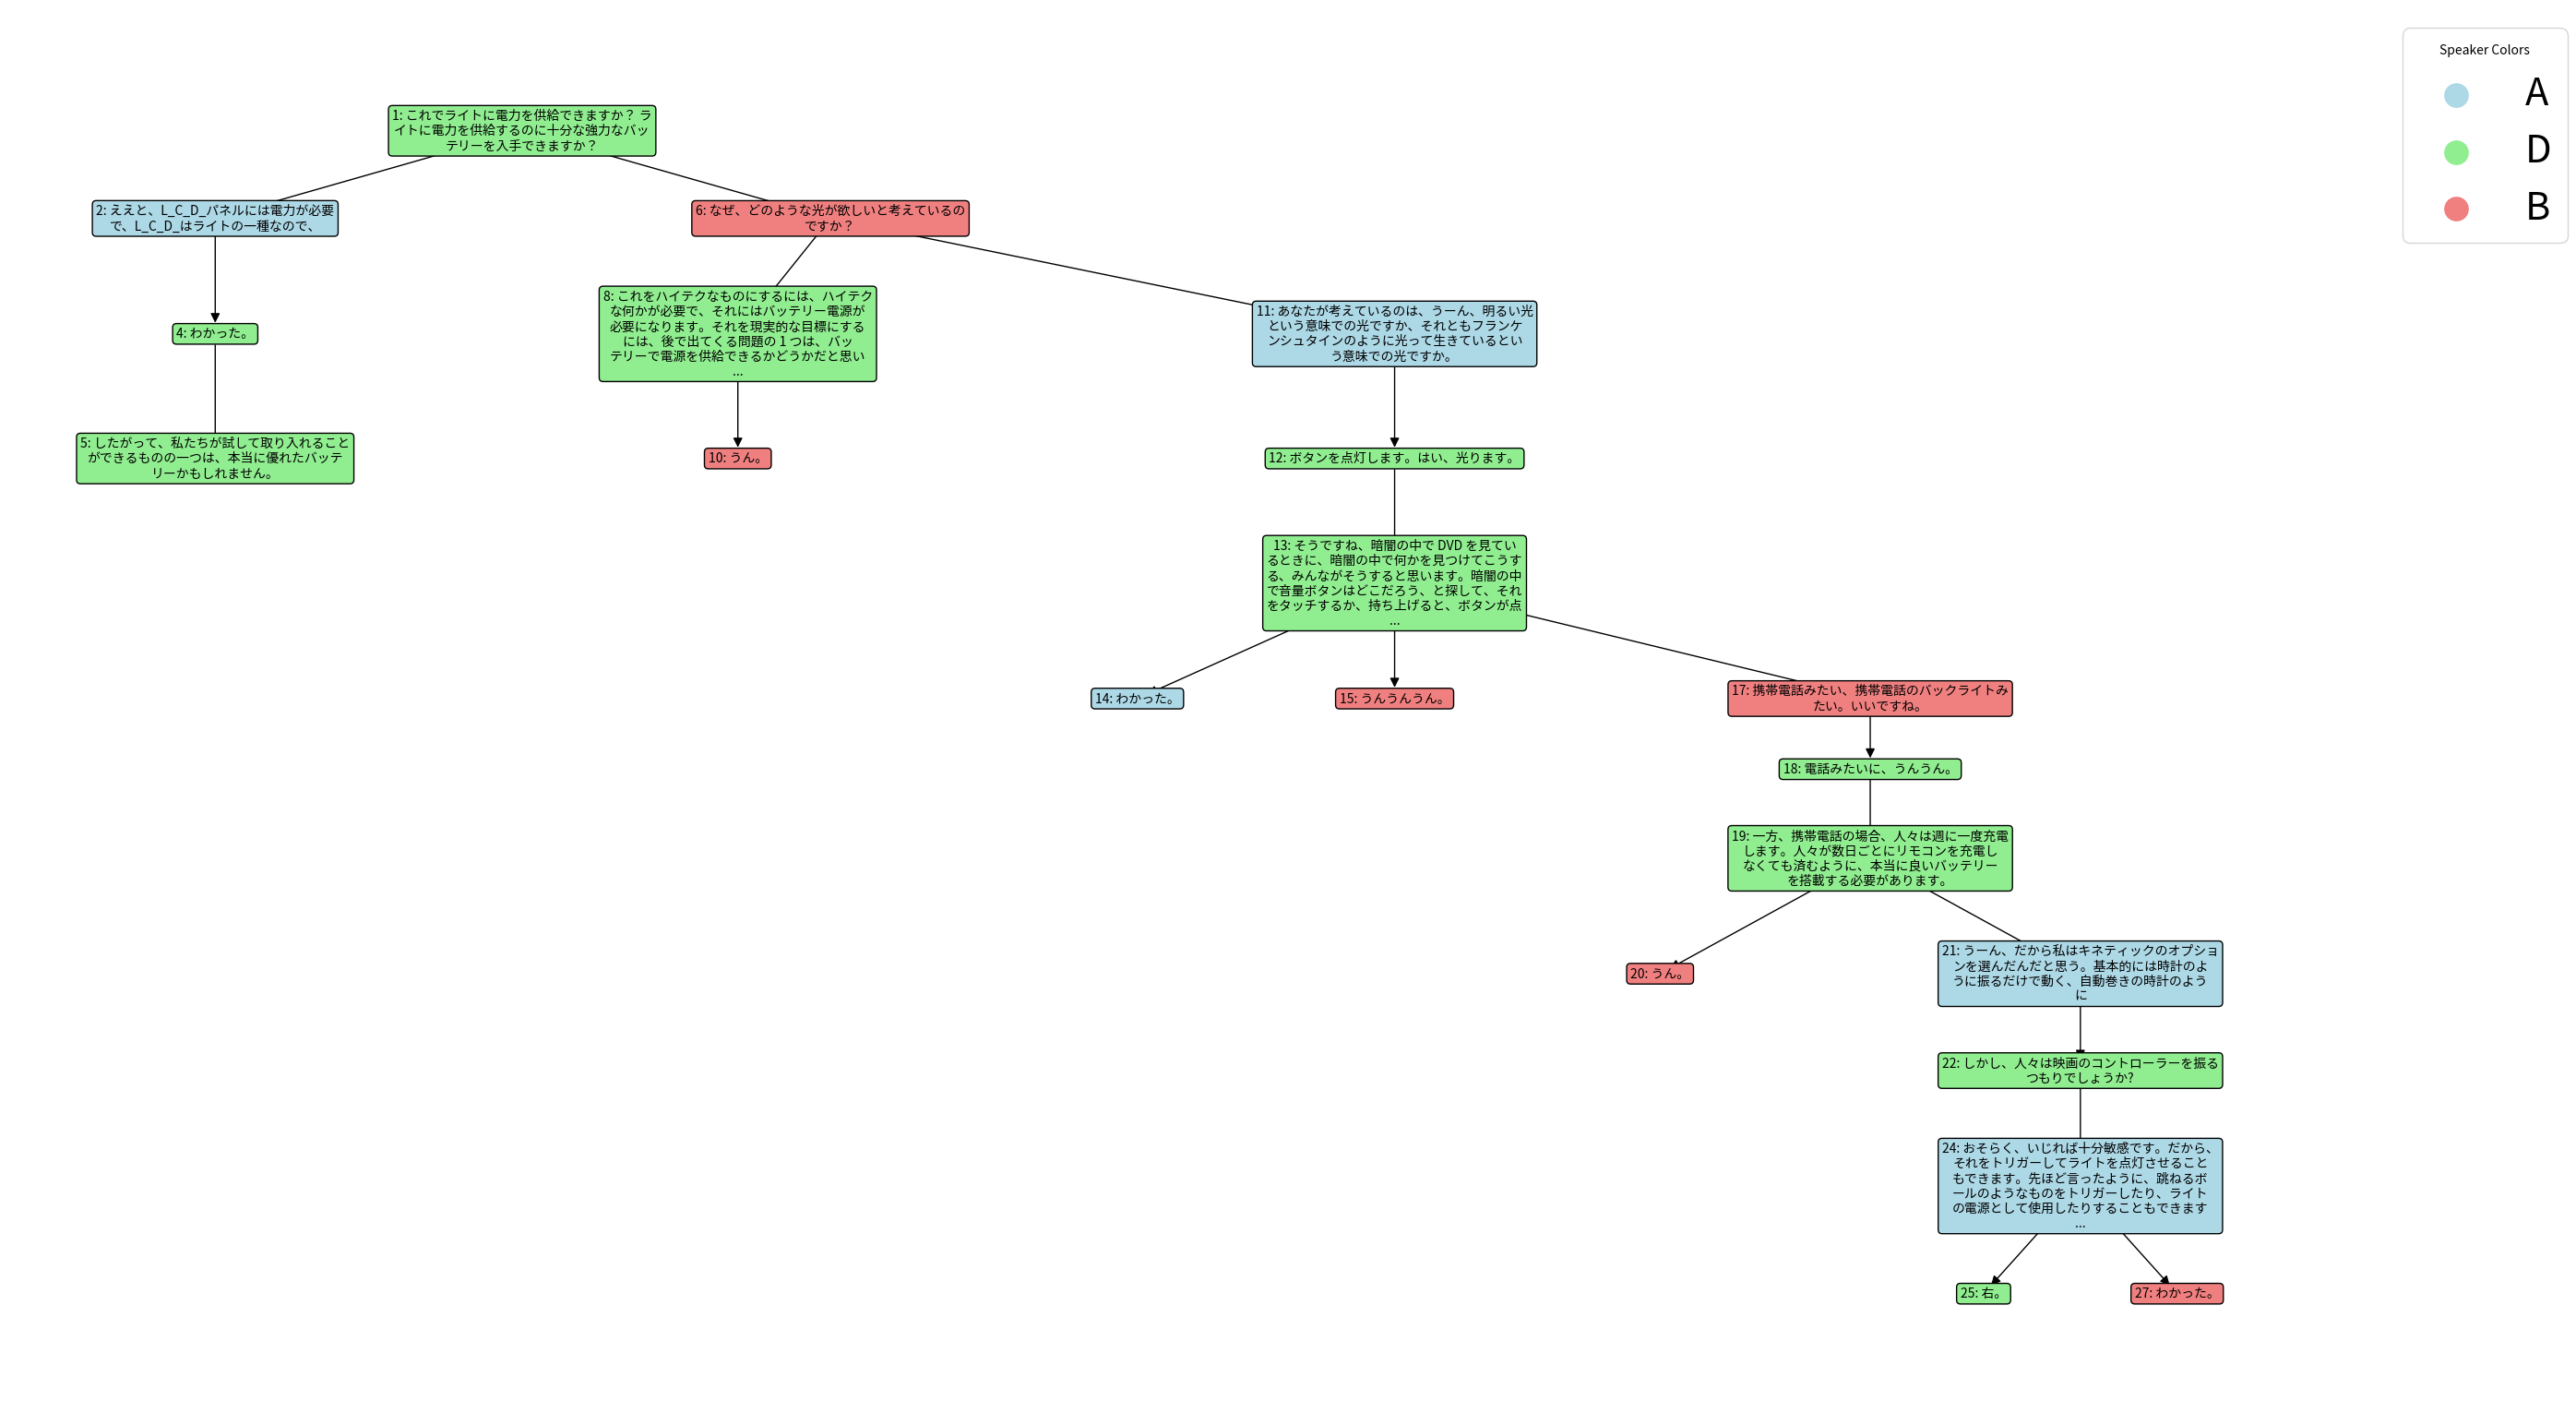 Speaker Colors
A
D
B
1: これでライトに電力を供給できますか？ ラ
イトに電力を供給するのに十分な強力なバッ
テリーを入手できますか？
2: ええと、L_C_D_パネルには電力が必要
で、L_C_D_はライトの一種なので、
6: なぜ、どのような光が欲しいと考えているの
ですか？
4: わかった。
8: これをハイテクなものにするには、ハイテク
な何かが必要で、それにはバッテリー電源が
必要になります。それを現実的な目標にする
には、後で出てくる問題の 1 つは、バッ
テリーで電源を供給できるかどうかだと思い
...
11: あなたが考えているのは、うーん、明るい光
という意味での光ですか、それともフランケ
ンシュタインのように光って生きているとい
う意味での光ですか。
5: したがって、私たちが試して取り入れること
ができるものの一つは、本当に優れたバッテ
リーかもしれません。
10: うん。
12: ボタンを点灯します。はい、光ります。
13: そうですね、暗闇の中で DVD を見てい
るときに、暗闇の中で何かを見つけてこうす
る、みんながそうすると思います。暗闇の中
で音量ボタンはどこだろう、と探して、それ
をタッチするか、持ち上げると、ボタンが点
...
14: わかった。
15: うんうんうん。
17: 携帯電話みたい、携帯電話のバックライトみ
たい。いいですね。
18: 電話みたいに、うんうん。
19: 一方、携帯電話の場合、人々は週に一度充電
します。人々が数日ごとにリモコンを充電し
なくても済むように、本当に良いバッテリー
を搭載する必要があります。
20: うん。
21: うーん、だから私はキネティックのオプショ
ンを選んだんだと思う。基本的には時計のよ
うに振るだけで動く、自動巻きの時計のよう
に
22: しかし、人々は映画のコントローラーを振る
つもりでしょうか?
24: おそらく、いじれば十分敏感です。だから、
それをトリガーしてライトを点灯させること
もできます。先ほど言ったように、跳ねるボ
ールのようなものをトリガーしたり、ライト
の電源として使用したりすることもできます
...
25: 右。
27: わかった。